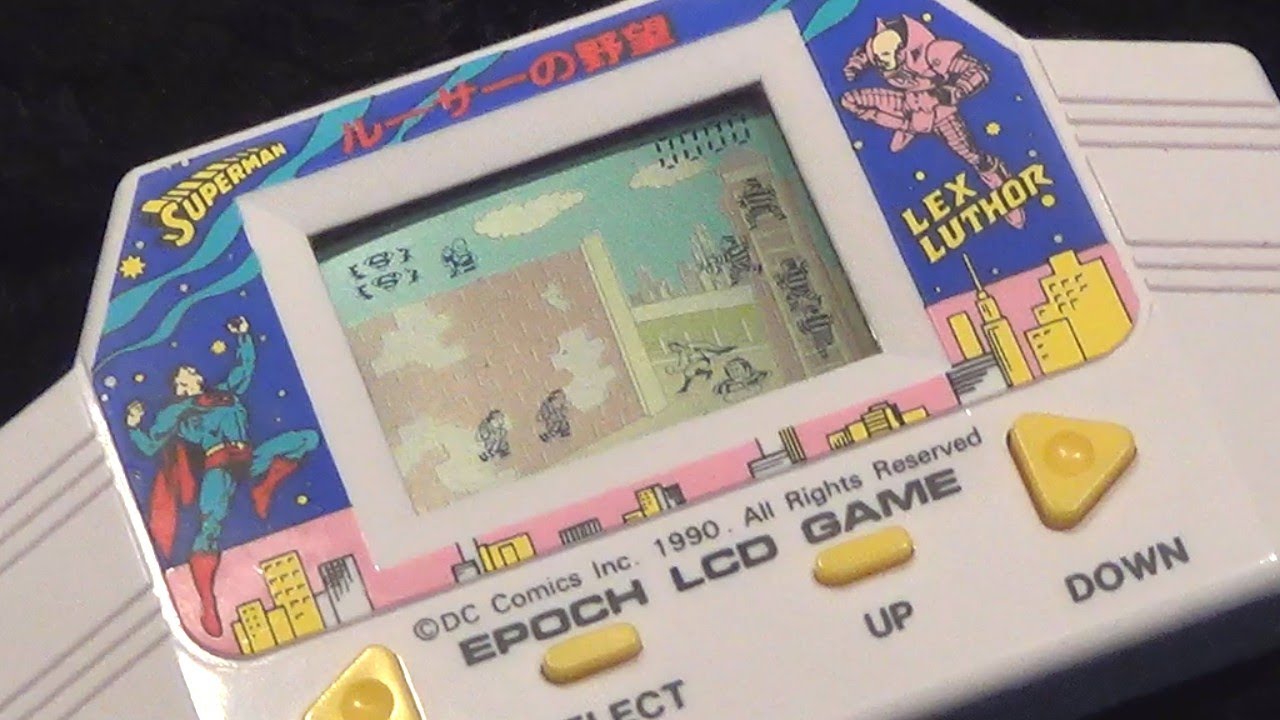 ルーサーの野望
SUPERMAN
LEX
LUTHOR
©DC Comics Inc. 1990. All Rights Reserved
EPOCH LCD GAME
UP
DOWN
ELECT